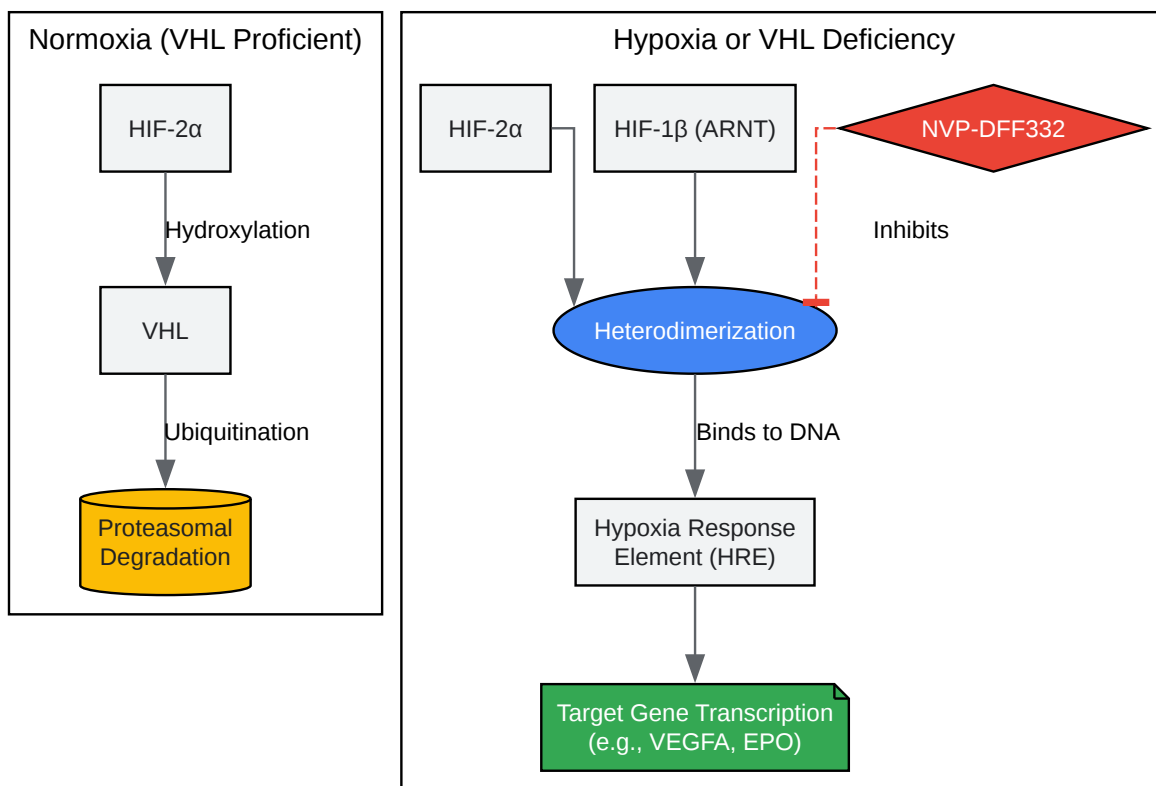 Normoxia (VHL Proficient)
HIF-2α
Hydroxylation
VHL
Ubiquitination
Proteasomal
Degradation
Hypoxia or VHL Deficiency
HIF-2α
HIF-1β (ARNT)
NVP-DFF332
Inhibits
Heterodimerization
Binds to DNA
Hypoxia Response
Element (HRE)
Target Gene Transcription
(e.g., VEGFA, EPO)